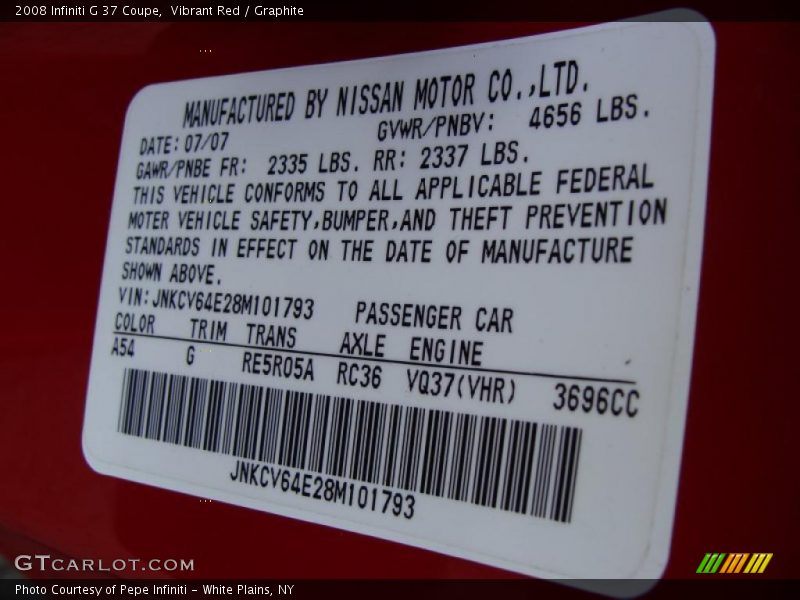 2008 Infiniti G 37 Coupe,  Vibrant Red / Graphite
MANUFACTURED BY NISSAN MOTOR CO.,LTD.
DATE: 07/07 GVWR/PNBV: 4656 LBS.
GAWR/PNBE FR: 2335 LBS. RR: 2337 LBS.
THIS VEHICLE CONFORMS TO ALL APPLICABLE FEDERAL
MOTER VEHICLE SAFETY,BUMPER,AND THEFT PREVENTION
STANDARDS IN EFFECT ON THE DATE OF MANUFACTURE
SHOWN ABOVE.
VIN: JNKCV64E28M101793 PASSENGER CAR
COLOR TRIM TRANS AXLE ENGINE
A54 G RE5R05A RC36 VQ37(VHR) 3696CC
JNKCV64E28M101793
GTCARLOT.COM
Photo Courtesy of Pepe Infiniti - White Plains, NY